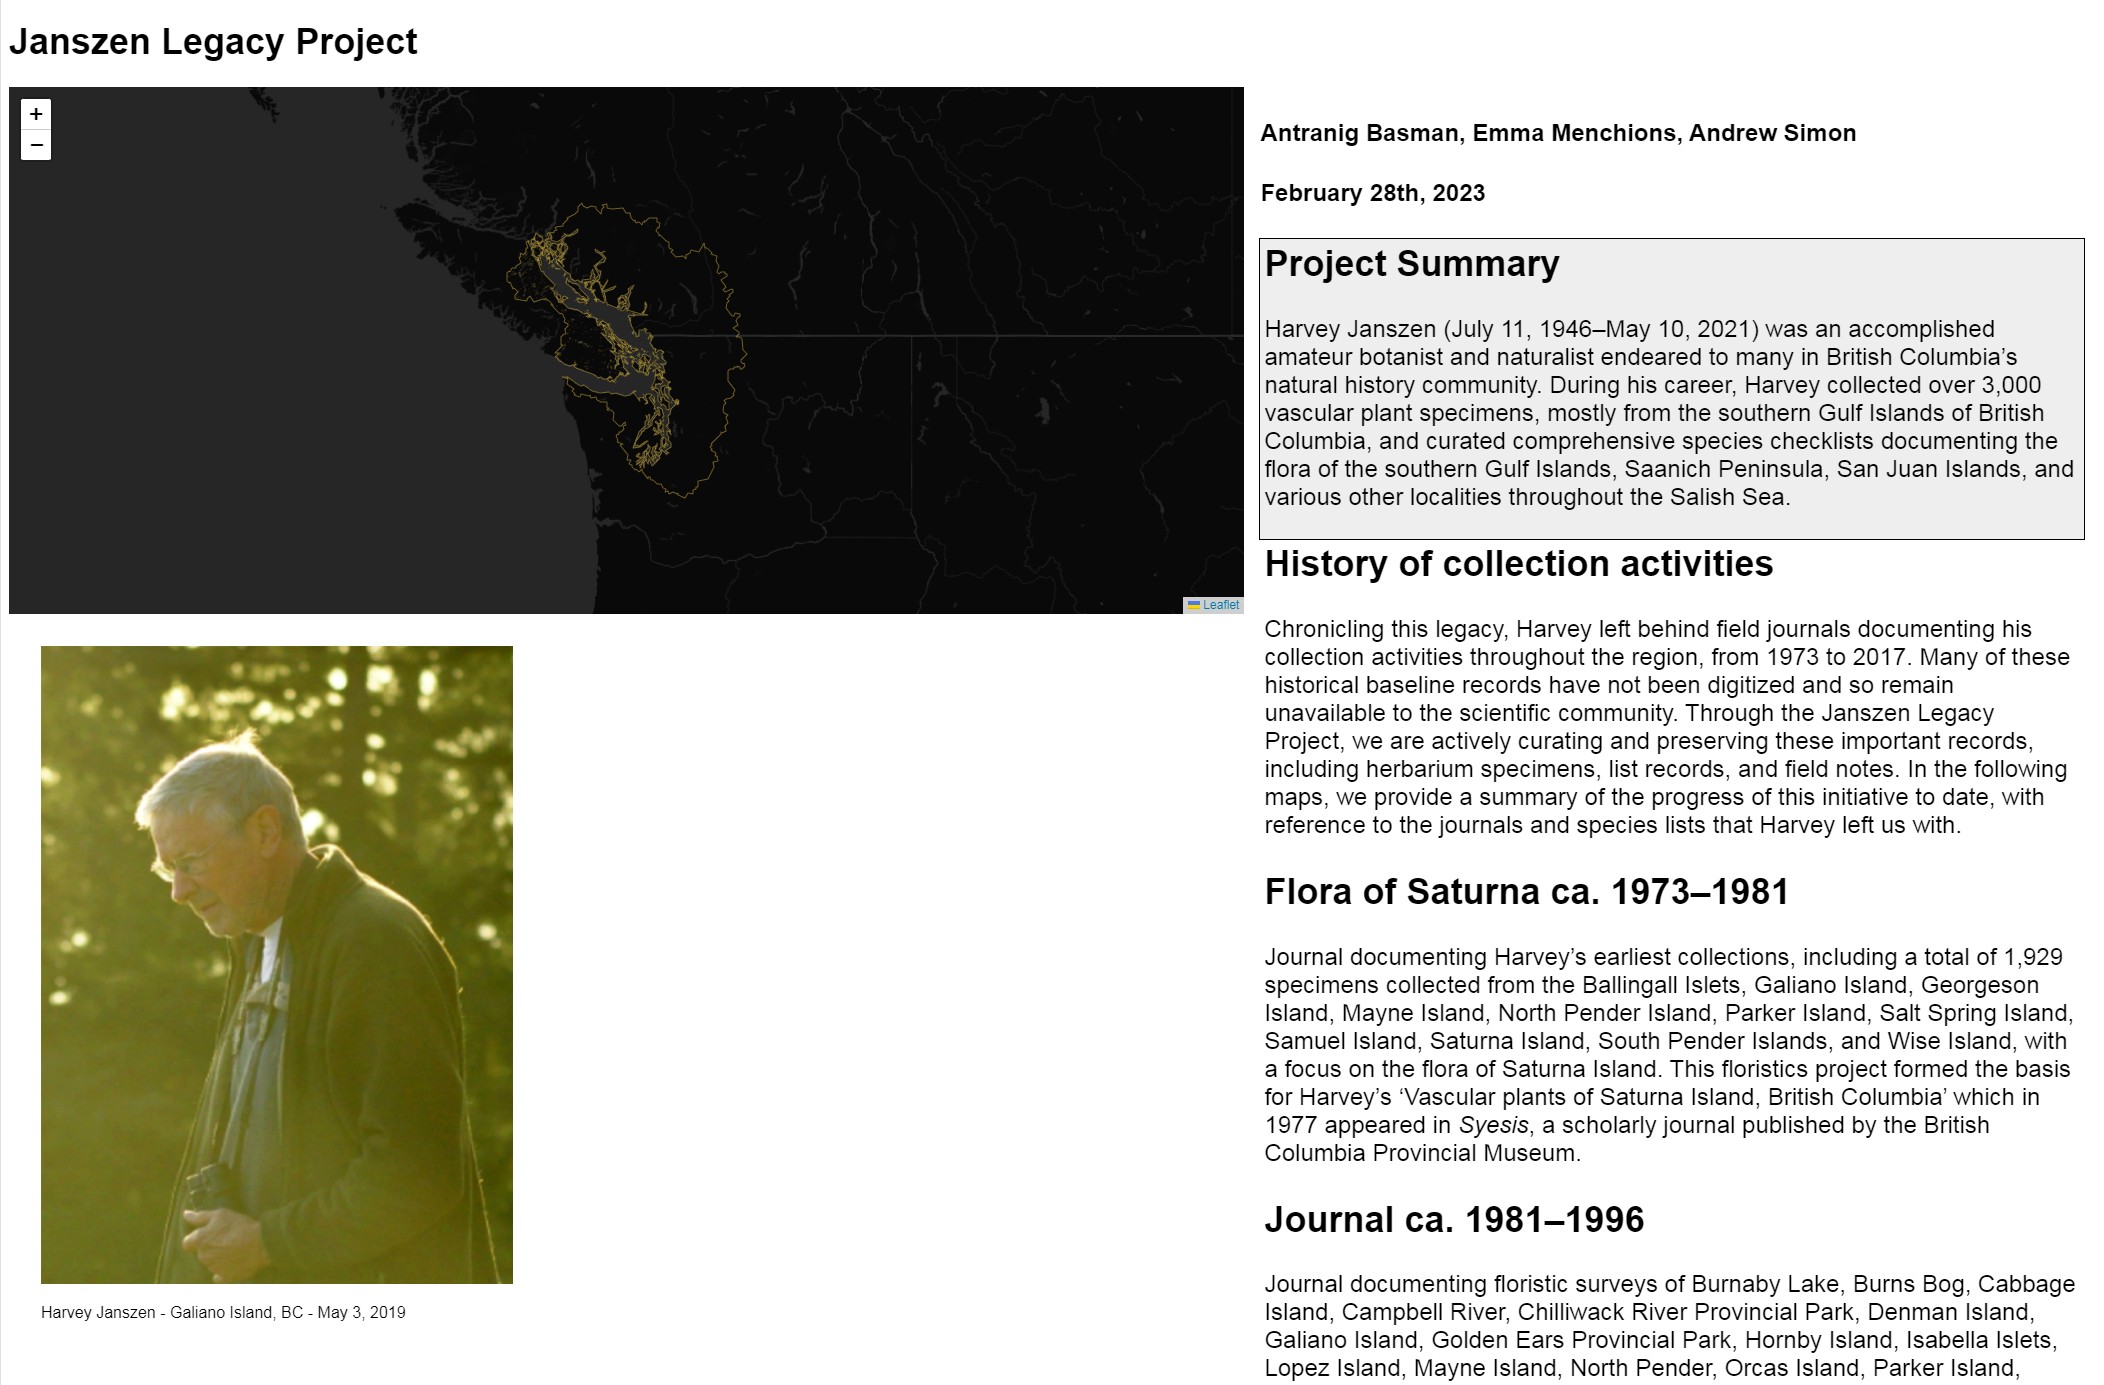 Janszen Legacy Project
+
−
Leaflet
Harvey Janszen - Galiano Island, BC - May 3, 2019
Antranig Basman, Emma Menchions, Andrew Simon
February 28th, 2023
Project Summary
Harvey Janszen (July 11, 1946–May 10, 2021) was an accomplished
amateur botanist and naturalist endeared to many in British Columbia’s
natural history community. During his career, Harvey collected over 3,000
vascular plant specimens, mostly from the southern Gulf Islands of British
Columbia, and curated comprehensive species checklists documenting the
flora of the southern Gulf Islands, Saanich Peninsula, San Juan Islands, and
various other localities throughout the Salish Sea.
History of collection activities
Chronicling this legacy, Harvey left behind field journals documenting his
collection activities throughout the region, from 1973 to 2017. Many of these
historical baseline records have not been digitized and so remain
unavailable to the scientific community. Through the Janszen Legacy
Project, we are actively curating and preserving these important records,
including herbarium specimens, list records, and field notes. In the following
maps, we provide a summary of the progress of this initiative to date, with
reference to the journals and species lists that Harvey left us with.
Flora of Saturna ca. 1973–1981
Journal documenting Harvey’s earliest collections, including a total of 1,929
specimens collected from the Ballingall Islets, Galiano Island, Georgeson
Island, Mayne Island, North Pender Island, Parker Island, Salt Spring Island,
Samuel Island, Saturna Island, South Pender Islands, and Wise Island, with
a focus on the flora of Saturna Island. This floristics project formed the basis
for Harvey’s ‘Vascular plants of Saturna Island, British Columbia’ which in
1977 appeared in Syesis, a scholarly journal published by the British
Columbia Provincial Museum.
Journal ca. 1981–1996
Journal documenting floristic surveys of Burnaby Lake, Burns Bog, Cabbage
Island, Campbell River, Chilliwack River Provincial Park, Denman Island,
Galiano Island, Golden Ears Provincial Park, Hornby Island, Isabella Islets,
Lopez Island, Mayne Island, North Pender, Orcas Island, Parker Island,